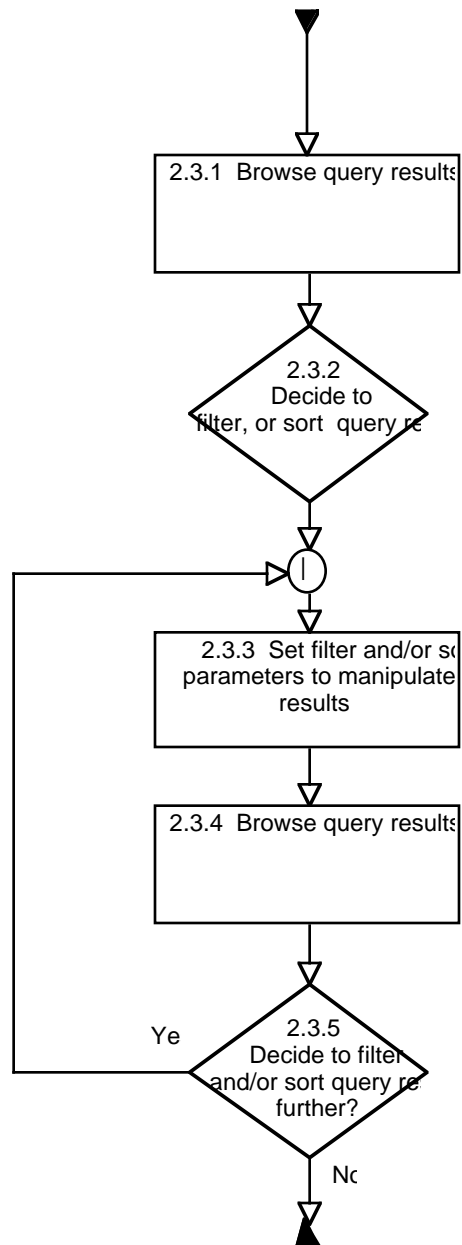 2.3.1 Browse query results
2.3.2
Decide to
filter, or sort query re
2.3.3 Set filter and/or so
parameters to manipulate
results
2.3.4 Browse query results
2.3.5
Decide to filter
and/or sort query re
further?
Ye
No